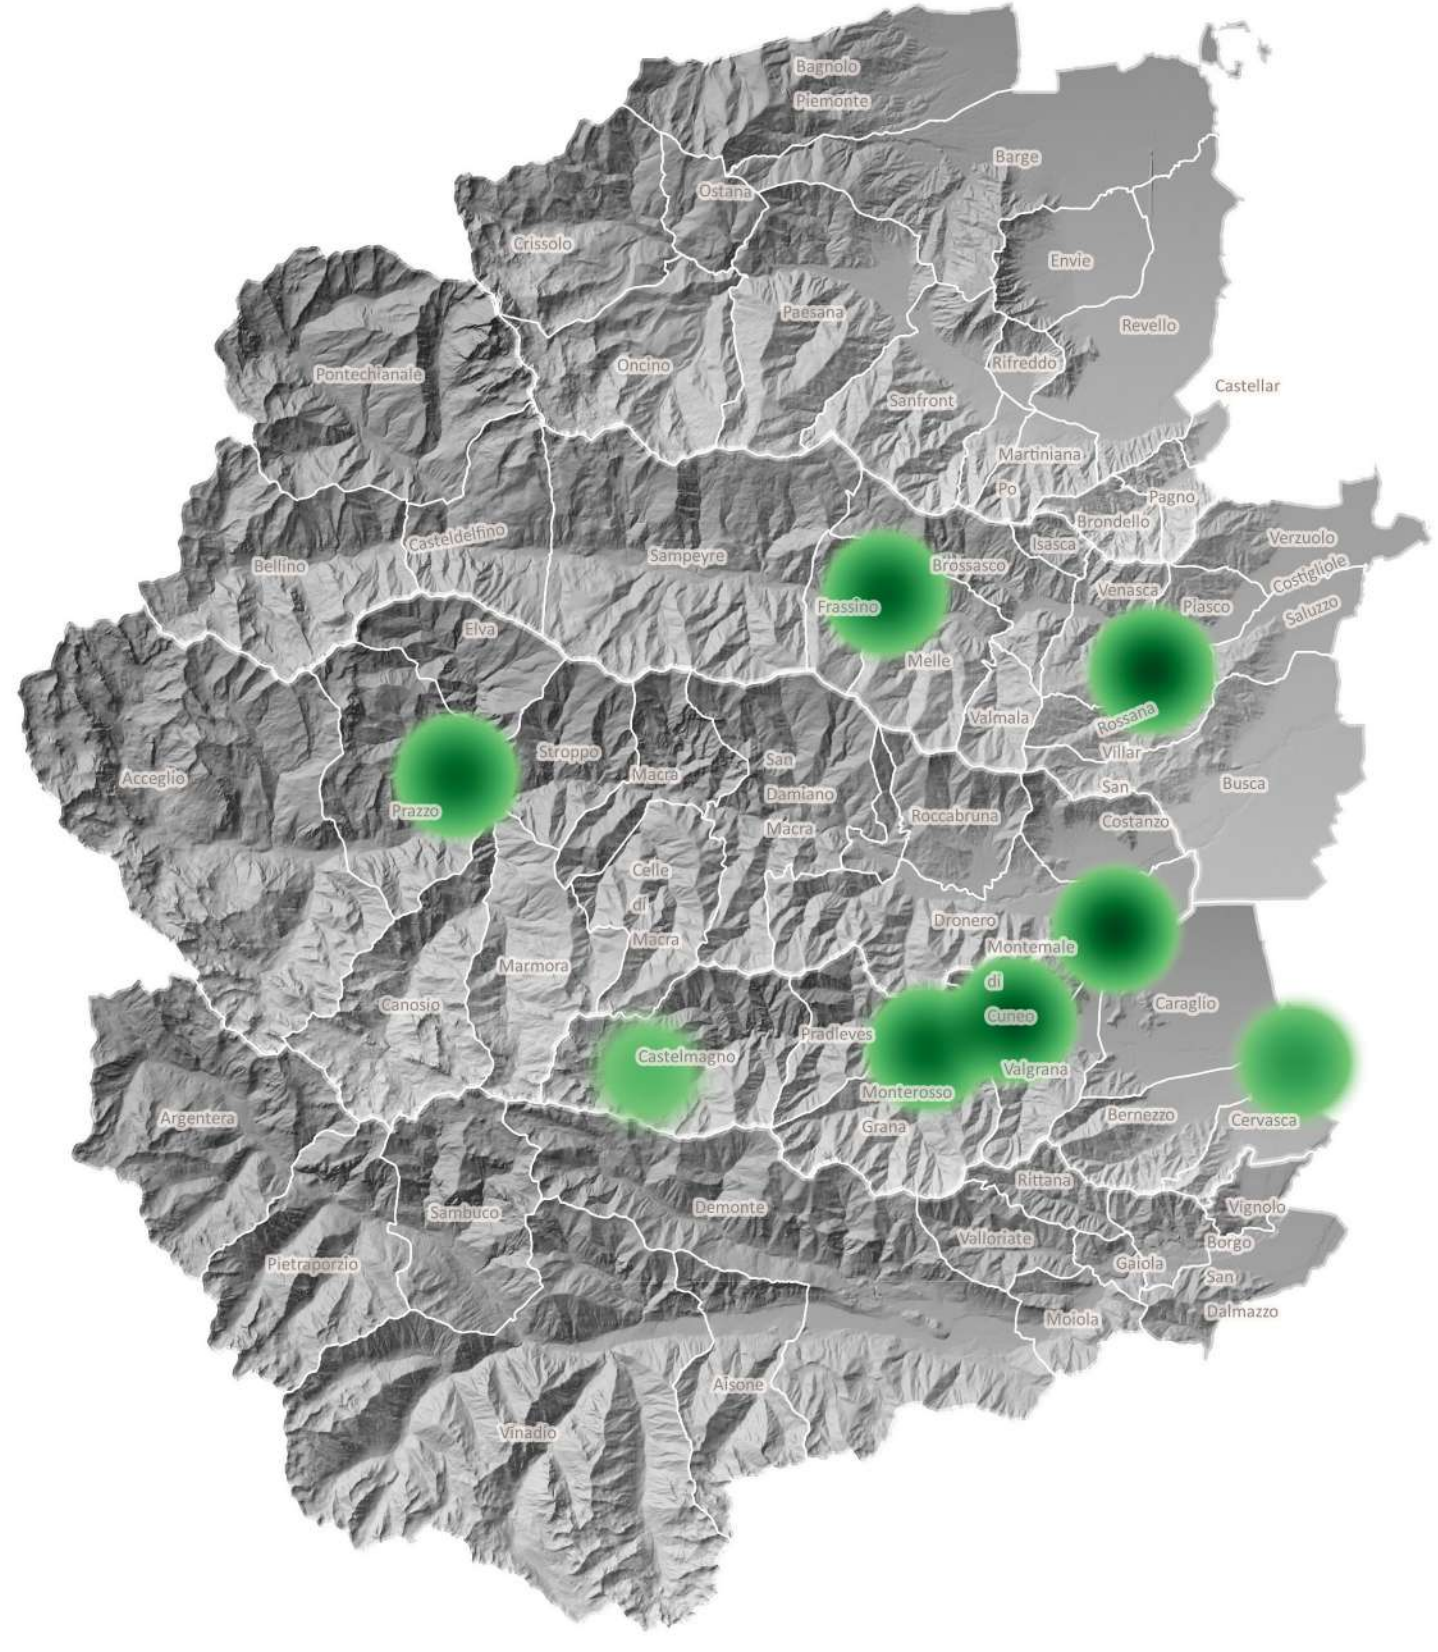 Bagnolo
Piemonte
Barge
Ostana
Crissolo
Envie
Paesana
Revello
Oncino
Rifreddo
Pontechianale
Castellar
Sanfront
Martiniana
Po
Pagno
Brondello
Casteldelfino
Verzuolo
Isasca
Sampeyre
Bellino
Brossasco
Costigliole
Saluzzo
Venasca
Piasco
Frassino
Elva
Melle
Valmala
Rossana
Villar
San
Costanzo
Stroppo
San
Damiano
Macra
Macra
Acceglio
Busca
Prazzo
Roccabruna
Celle
di
Macra
Dronero
Montemale
di
Cuneo
Marmora
Canosio
Caraglio
Pradleves
Castelmagno
Valgrana
Monterosso
Grana
Bernezzo
Argentera
Cervasca
Rittana
Demonte
Sambuco
Vignolo
Valloriate
Borgo
San
Dalmazzo
Gaiola
Pietraporzio
Moiola
Aisone
Vinadio